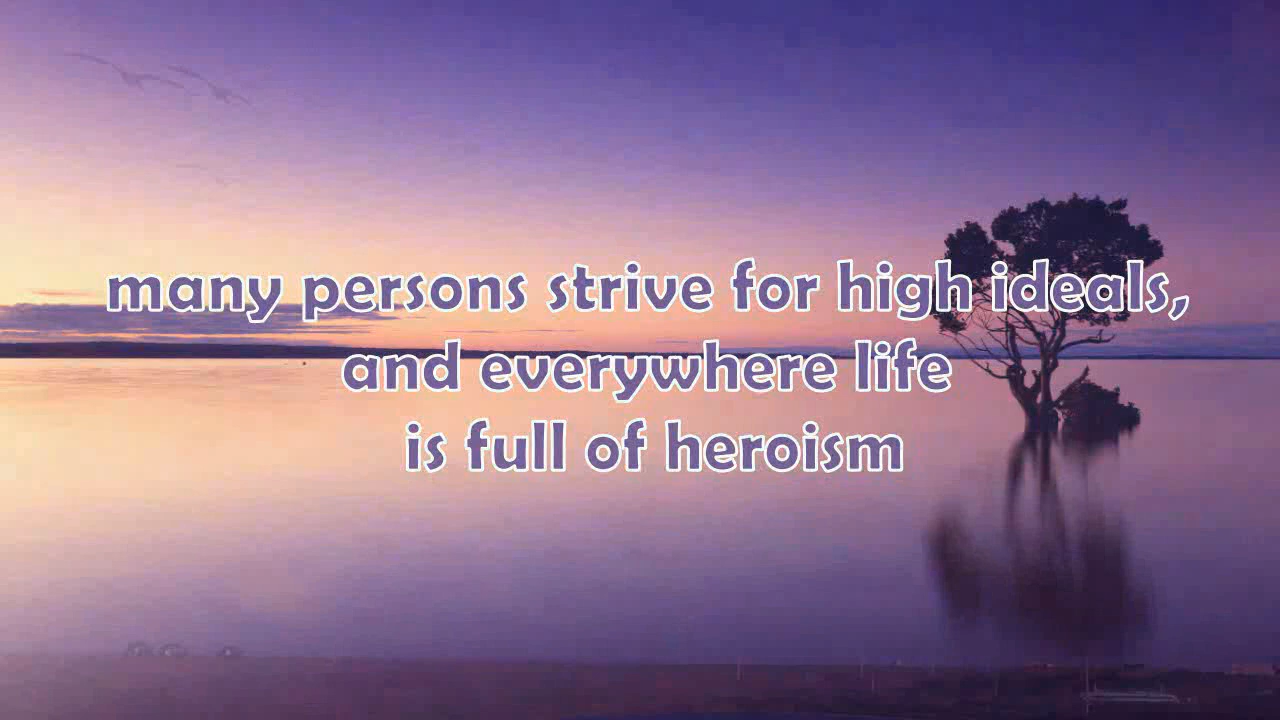 many persons strive for high ideals,
and everywhere life
is full of heroism